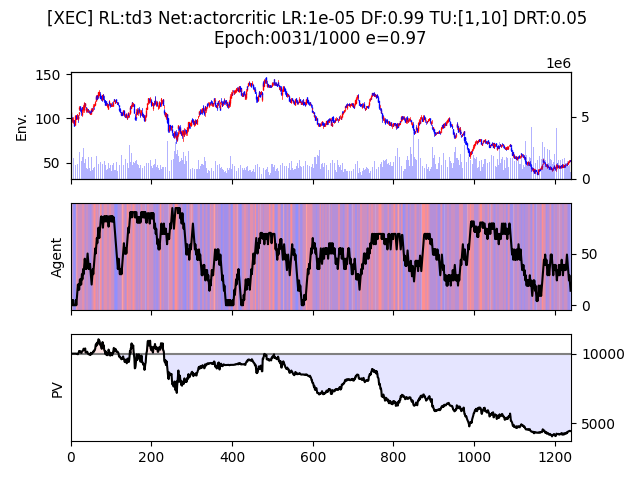 [XEC] RL:td3 Net:actorcritic LR:1e-05 DF:0.99 TU:[1,10] DRT:0.05
Epoch:0031/1000 e=0.97
1e6
150
100
50
Env.
5
0
Agent
50
0
PV
10000
5000
0 200 400 600 800 1000 1200